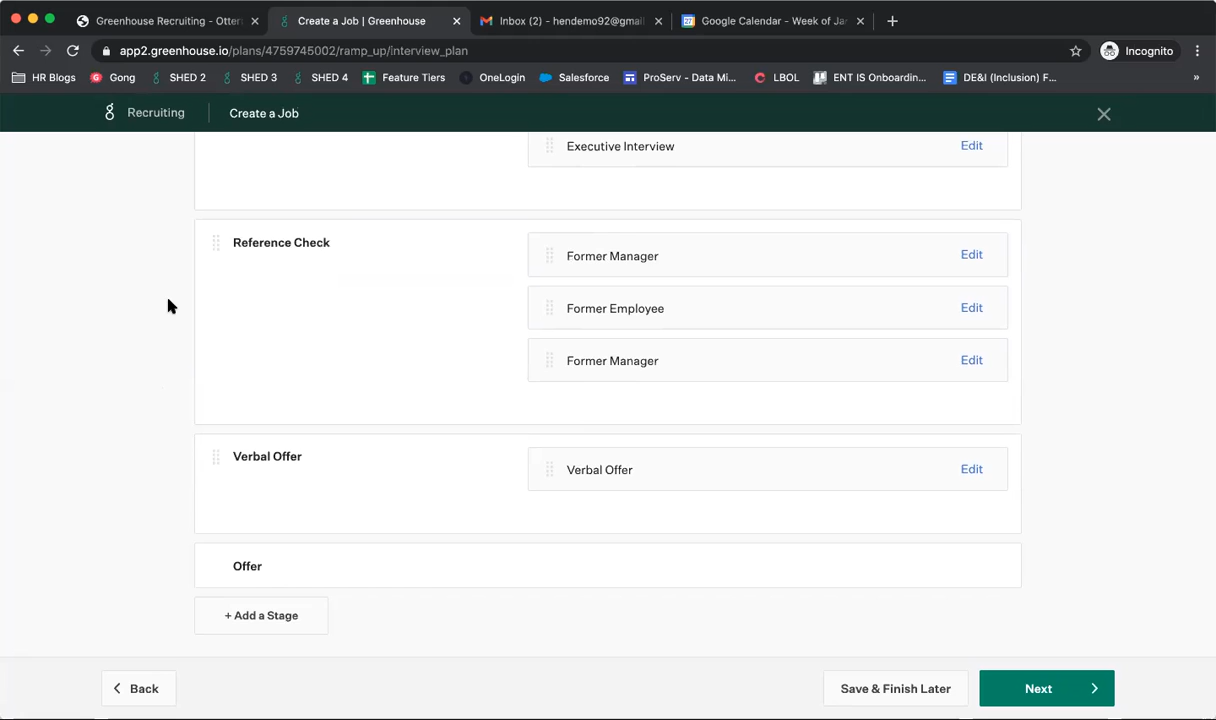 Greenhouse Recruiting - Otter
Create a Job | Greenhouse
Inbox (2) - hendemo92@gmail
Google Calendar - Week of Jan
app2.greenhouse.io/plans/4759745002/ramp_up/interview_plan
Incognito
HR Blogs
Gong
SHED 2
SHED 3
SHED 4
Feature Tiers
OneLogin
Salesforce
ProServ - Data Mi...
LBOL
ENT IS Onboardin...
DE&I (Inclusion) F...
»
Recruiting
Create a Job
Executive Interview
Edit
Reference Check
Former Manager
Edit
Former Employee
Edit
Former Manager
Edit
Verbal Offer
Verbal Offer
Edit
Offer
+ Add a Stage
Back
Save & Finish Later
Next